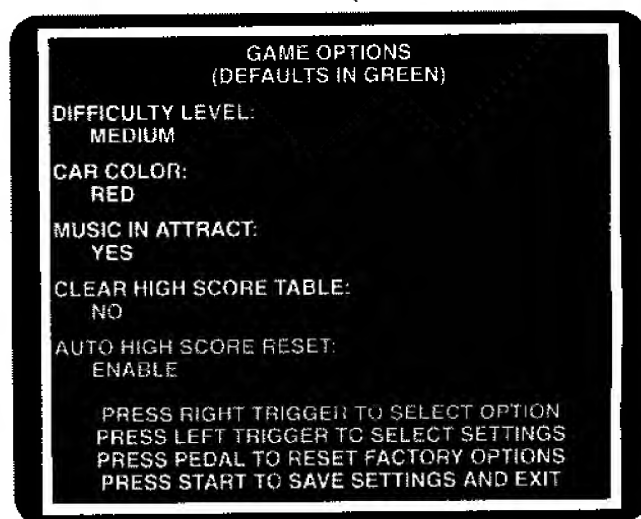 GAME OPTIONS
(DEFAULTS IN GREEN)
DIFFICULTY LEVEL:
MEDIUM
CAR COLOR:
RED
MUSIC IN ATTRACT:
YES
CLEAR HIGH SCORE TABLE:
NO
AUTO HIGH SCORE RESET:
ENABLE
PRESS RIGHT TRIGGER TO SELECT OPTION
PRESS LEFT TRIGGER TO SELECT SETTINGS
PRESS PEDAL TO RESET FACTORY OPTIONS
PRESS START TO SAVE SETTINGS AND EXIT